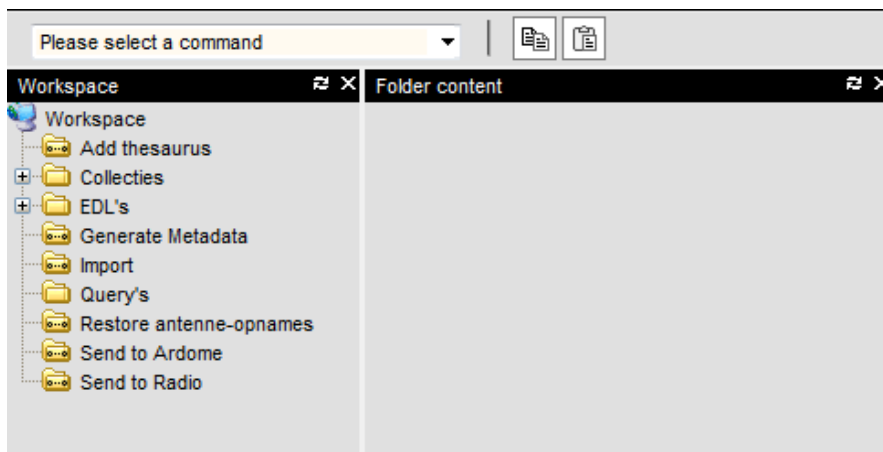 Please select a command
Workspace
Folder content
Workspace
Add thesaurus
Collecties
EDL's
Generate Metadata
Import
Query's
Restore antenne-opnames
Send to Ardome
Send to Radio